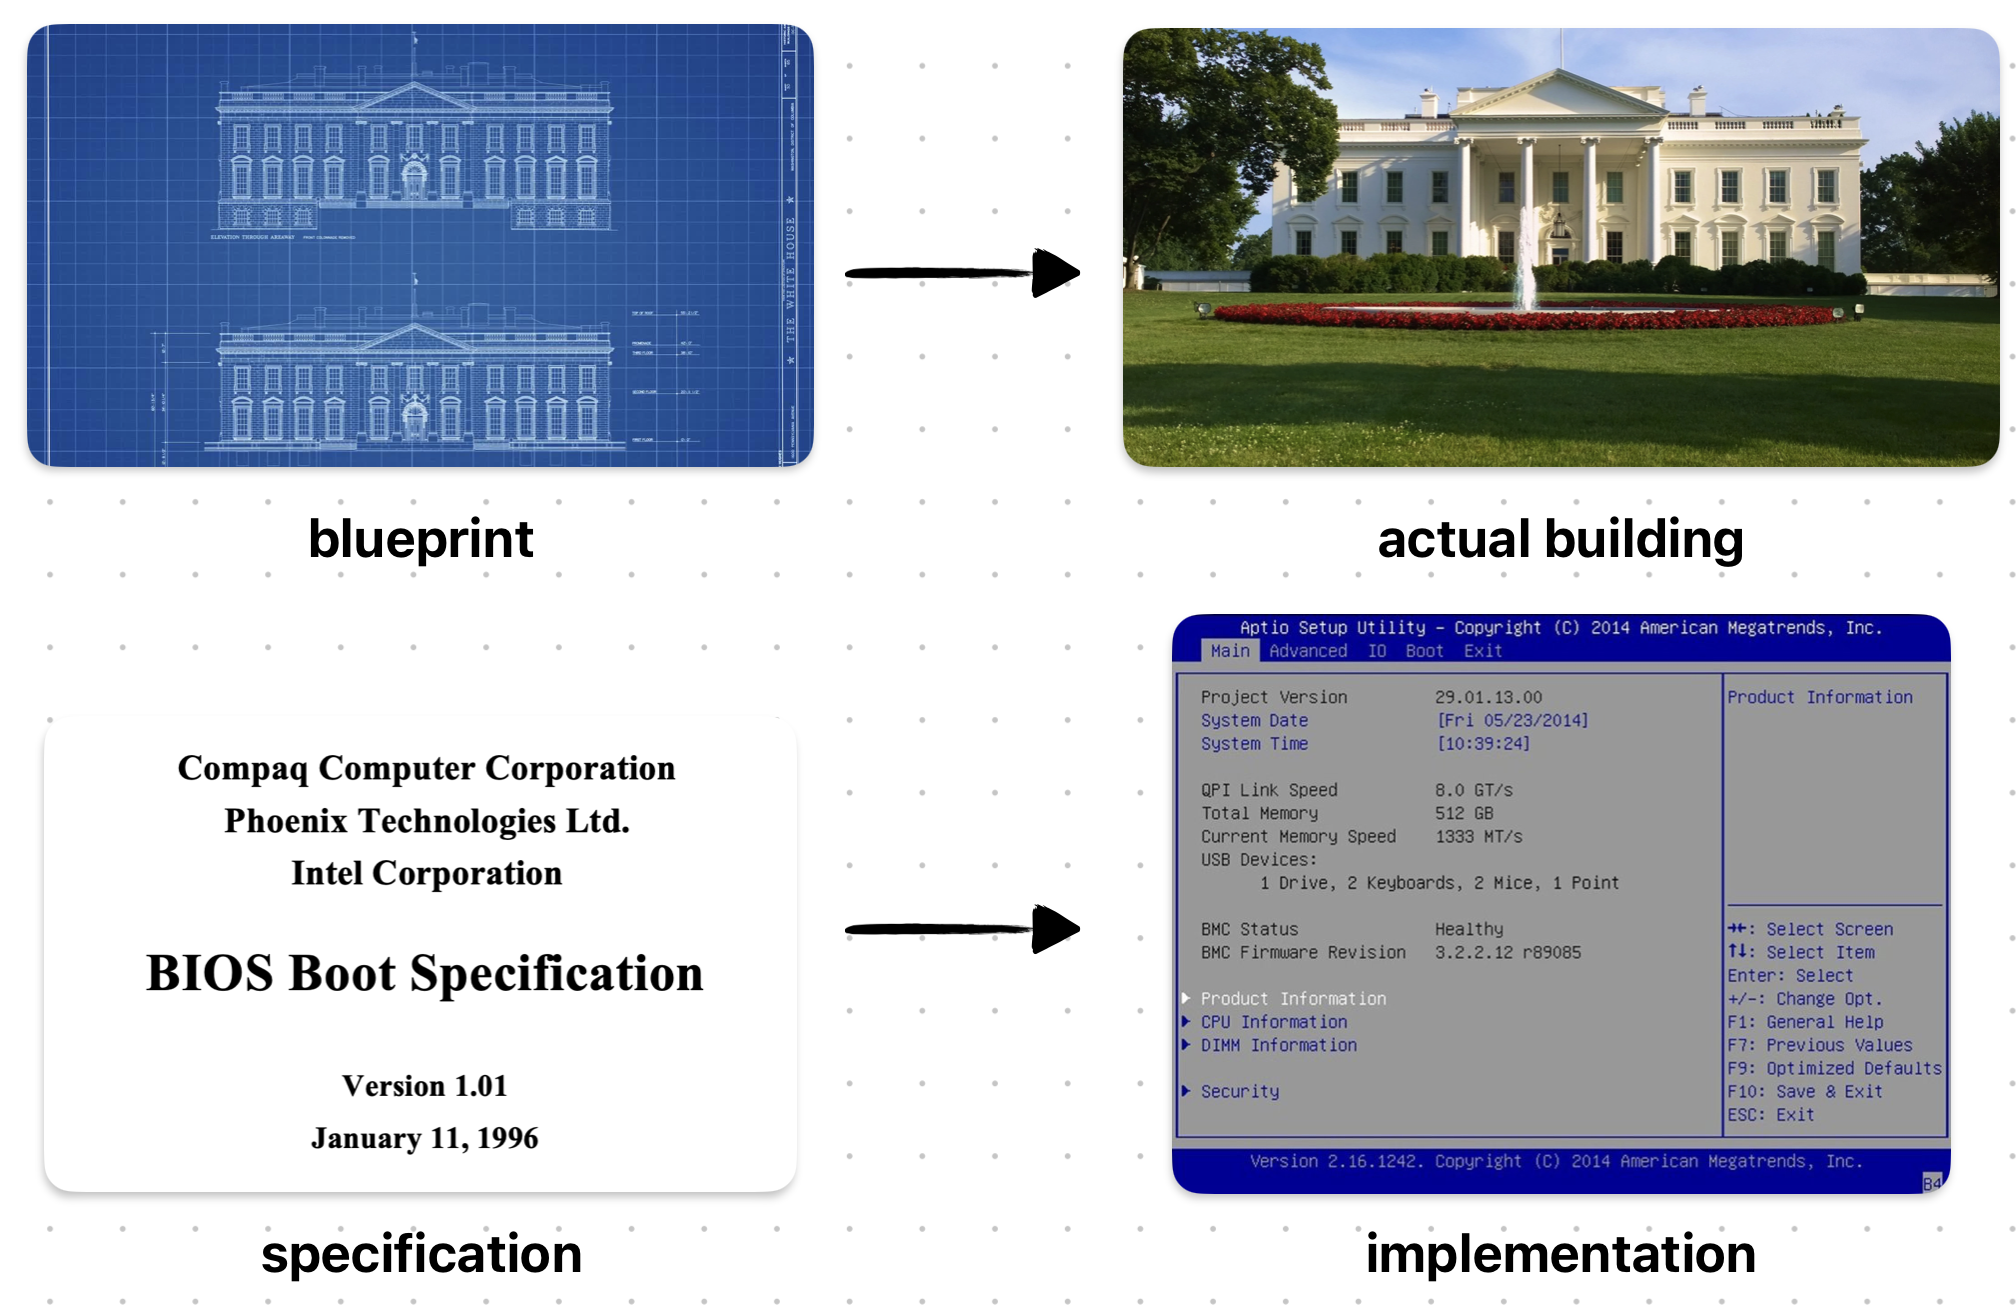 ELEVATION THROUGH AREAWAY
★ THE WHITE HOUSE ★
blueprint
actual building
Compaq Computer Corporation
Phoenix Technologies Ltd.
Intel Corporation
BIOS Boot Specification
Version 1.01
January 11, 1996
specification
Aptio Setup Utility – Copyright (C) 2014 American Megatrends, Inc.
Main Advanced IO Boot Exit
Project Version 29.01.13.00
System Date [Fri 05/23/2014]
System Time [10:39:24]
QPI Link Speed 8.0 GT/s
Total Memory 512 GB
Current Memory Speed 1333 MT/s
USB Devices:
1 Drive, 2 Keyboards, 2 Mice, 1 Point
BMC Status Healthy
BMC Firmware Revision 3.2.2.12 r89085
Product Information
CPU Information
DIMM Information
Security
Product Information
→←: Select Screen
↑↓: Select Item
Enter: Select
+/-: Change Opt.
F1: General Help
F7: Previous Values
F9: Optimized Defaults
F10: Save & Exit
ESC: Exit
Version 2.16.1242. Copyright (C) 2014 American Megatrends, Inc.
B4
implementation